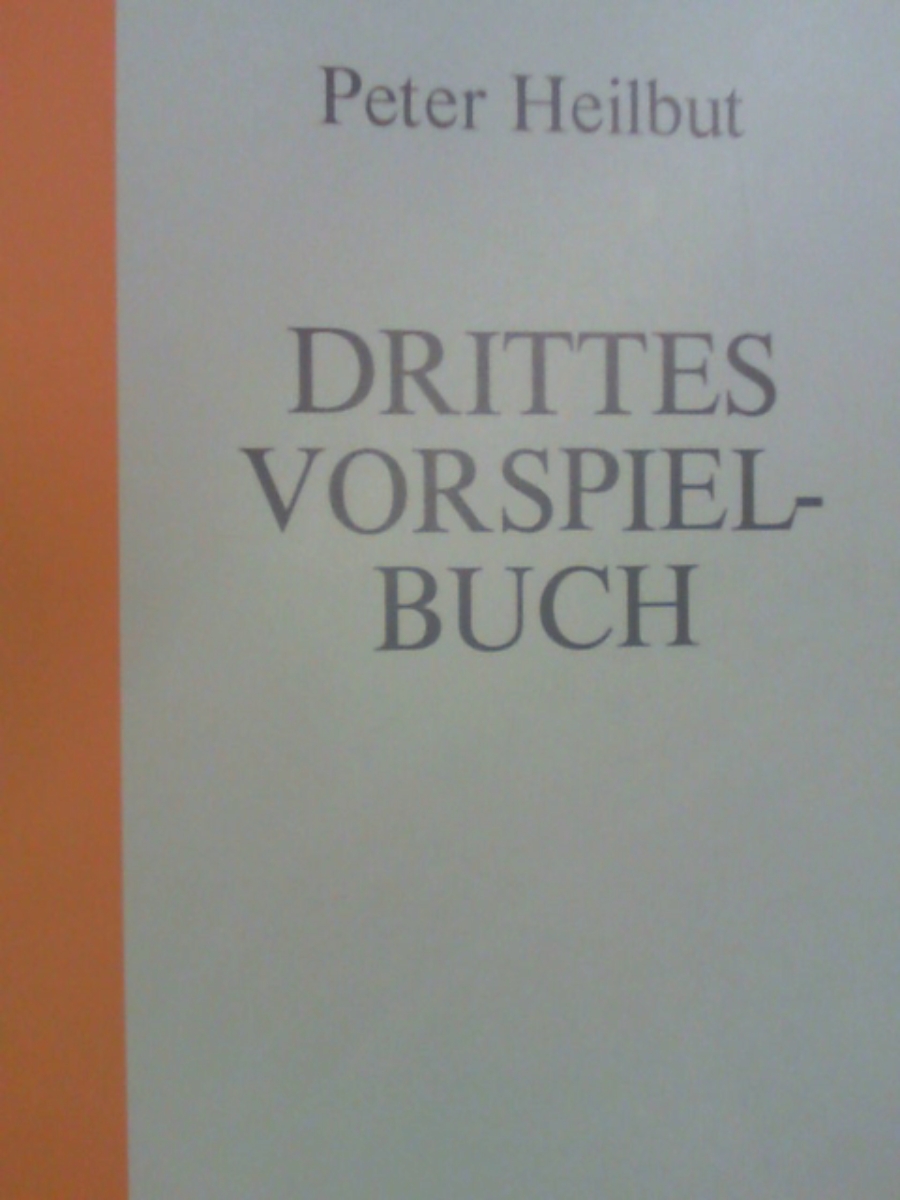 Peter Heilbut
DRITTES
VORSPIEL-
BUCH